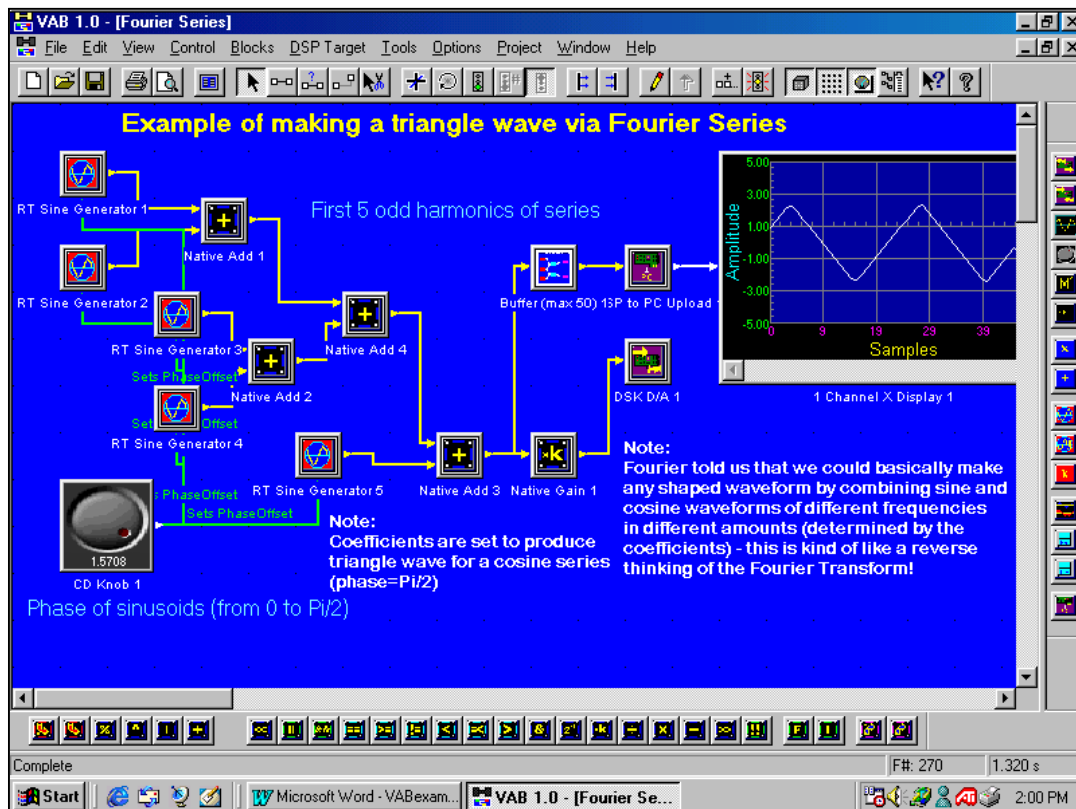 VAB 1.0 - [Fourier Series]
File Edit View Control Blocks DSP Target Tools Options Project Window Help
Example of making a triangle wave via Fourier Series
RT Sine Generator 1
Native Add 1
First 5 odd harmonics of series
RT Sine Generator 2
RT Sine Generator 3
Sets PhaseOffset
Native Add 2
Native Add 4
RT Sine Generator 4
Buffer (max 50) 1
SP to PC Upload
DSK D/A 1
Amplitude
5.00
3.00
1.00
-1.00
-3.00
-5.00
0 9 19 29 39
Samples
1 Channel X Display 1
RT Sine Generator 5
Native Add 3
Native Gain 1
K
PhaseOffset
Sets PhaseOffset
1.5708
CD Knob 1
Phase of sinusoids (from 0 to Pi/2)
Note:
Coefficients are set to produce
triangle wave for a cosine series
(phase=Pi/2)
Note:
Fourier told us that we could basically make
any shaped waveform by combining sine and
cosine waveforms of different frequencies
in different amounts (determined by the
coefficients) - this is kind of like a reverse
thinking of the Fourier Transform!
Complete
F#: 270
1.320 s
Start
Microsoft Word - VABexam...
VAB 1.0 - [Fourier Se...
ATI
2:00 PM